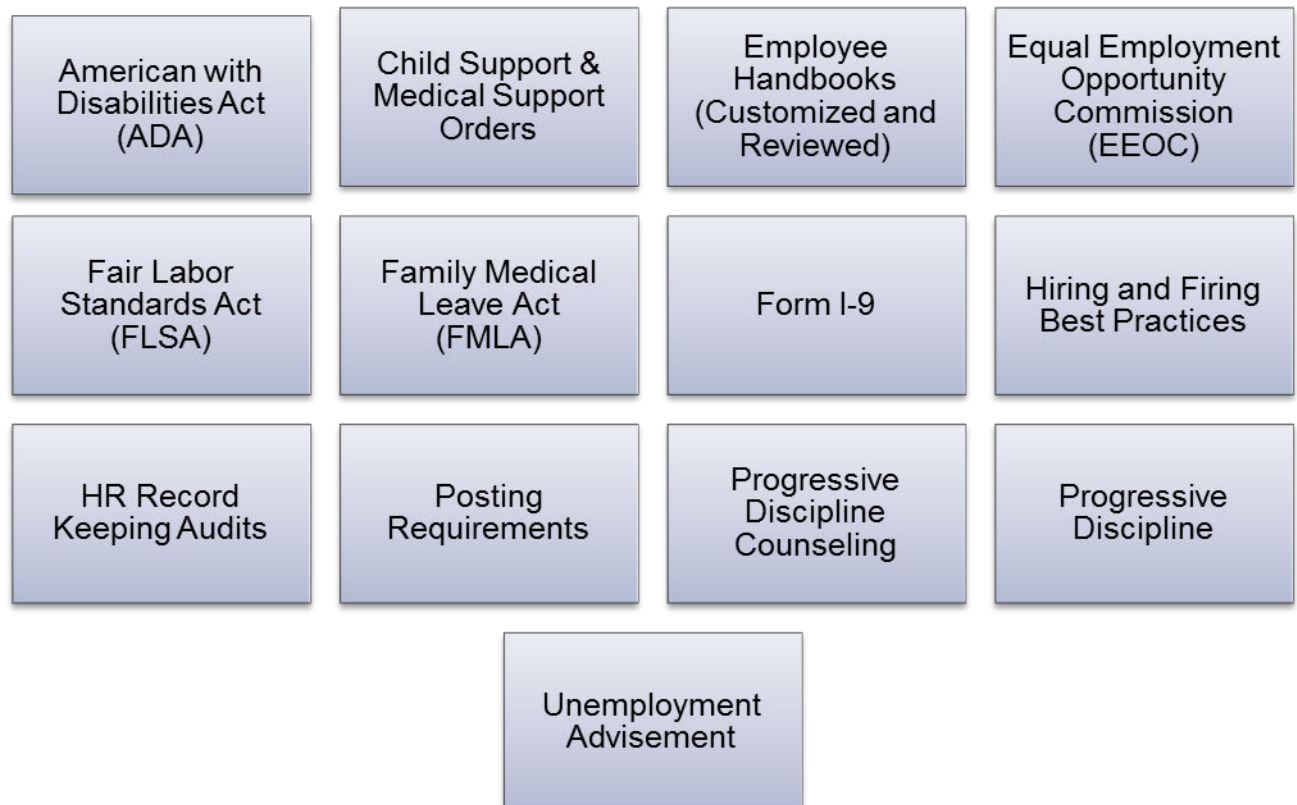 American with
Disabilities Act
(ADA)
Child Support &
Medical Support
Orders
Employee
Handbooks
(Customized and
Reviewed)
Equal Employment
Opportunity
Commission
(EEOC)
Fair Labor
Standards Act
(FLSA)
Family Medical
Leave Act
(FMLA)
Form I-9
Hiring and Firing
Best Practices
HR Record
Keeping Audits
Posting
Requirements
Progressive
Discipline
Counseling
Progressive
Discipline
Unemployment
Advisement